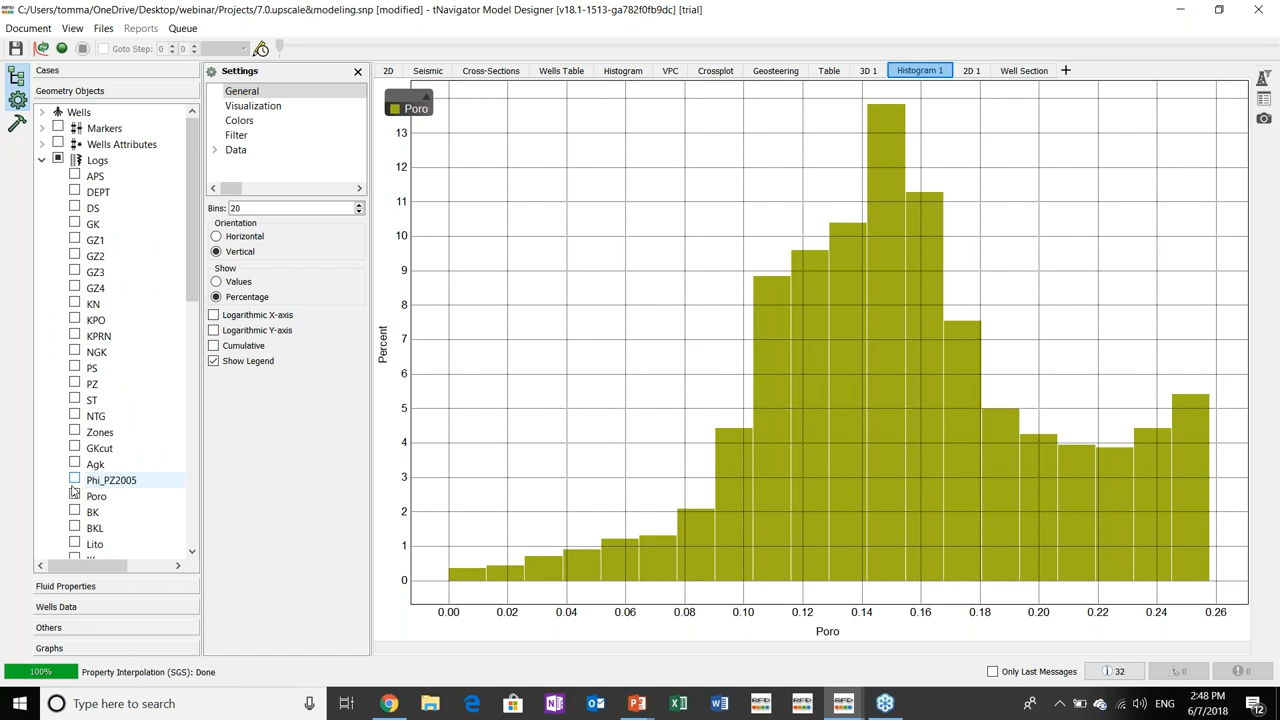 C:/Users/tomma/OneDrive/Desktop/webinar/Projects/7.0.upscale&modeling.snp [modified] - tNavigator Model Designer [v18.1-1513-ga782f0fb9dc] [trial]
Document View Files Reports Queue
Goto Step: 0 / 0
Cases
Geometry Objects
Wells
Markers
Wells Attributes
Logs
APS
DEPT
DS
GK
GZ1
GZ2
GZ3
GZ4
KN
KPO
KPRN
NGK
PS
PZ
ST
NTG
Zones
GKcut
Agk
Phi_PZ2005
Poro
BK
BKL
Lito
Fluid Properties
Wells Data
Others
Graphs
Settings
General
Visualization
Colors
Filter
Data
Bins: 20
Orientation
Horizontal
Vertical
Show
Values
Percentage
Logarithmic X-axis
Logarithmic Y-axis
Cumulative
Show Legend
2D Seismic Cross-Sections Wells Table Histogram VPC Crossplot Geosteering Table 3D 1 Histogram 1 2D 1 Well Section
Poro
13
12
11
10
9
8
7
6
5
4
3
2
1
0
Percent
0.00 0.02 0.04 0.06 0.08 0.10 0.12 0.14 0.16 0.18 0.20 0.22 0.24 0.26
Poro
100% Property Interpolation (SGS): Done
Only Last Messages 32 0 0
Type here to search
ENG
2:48 PM
6/7/2018